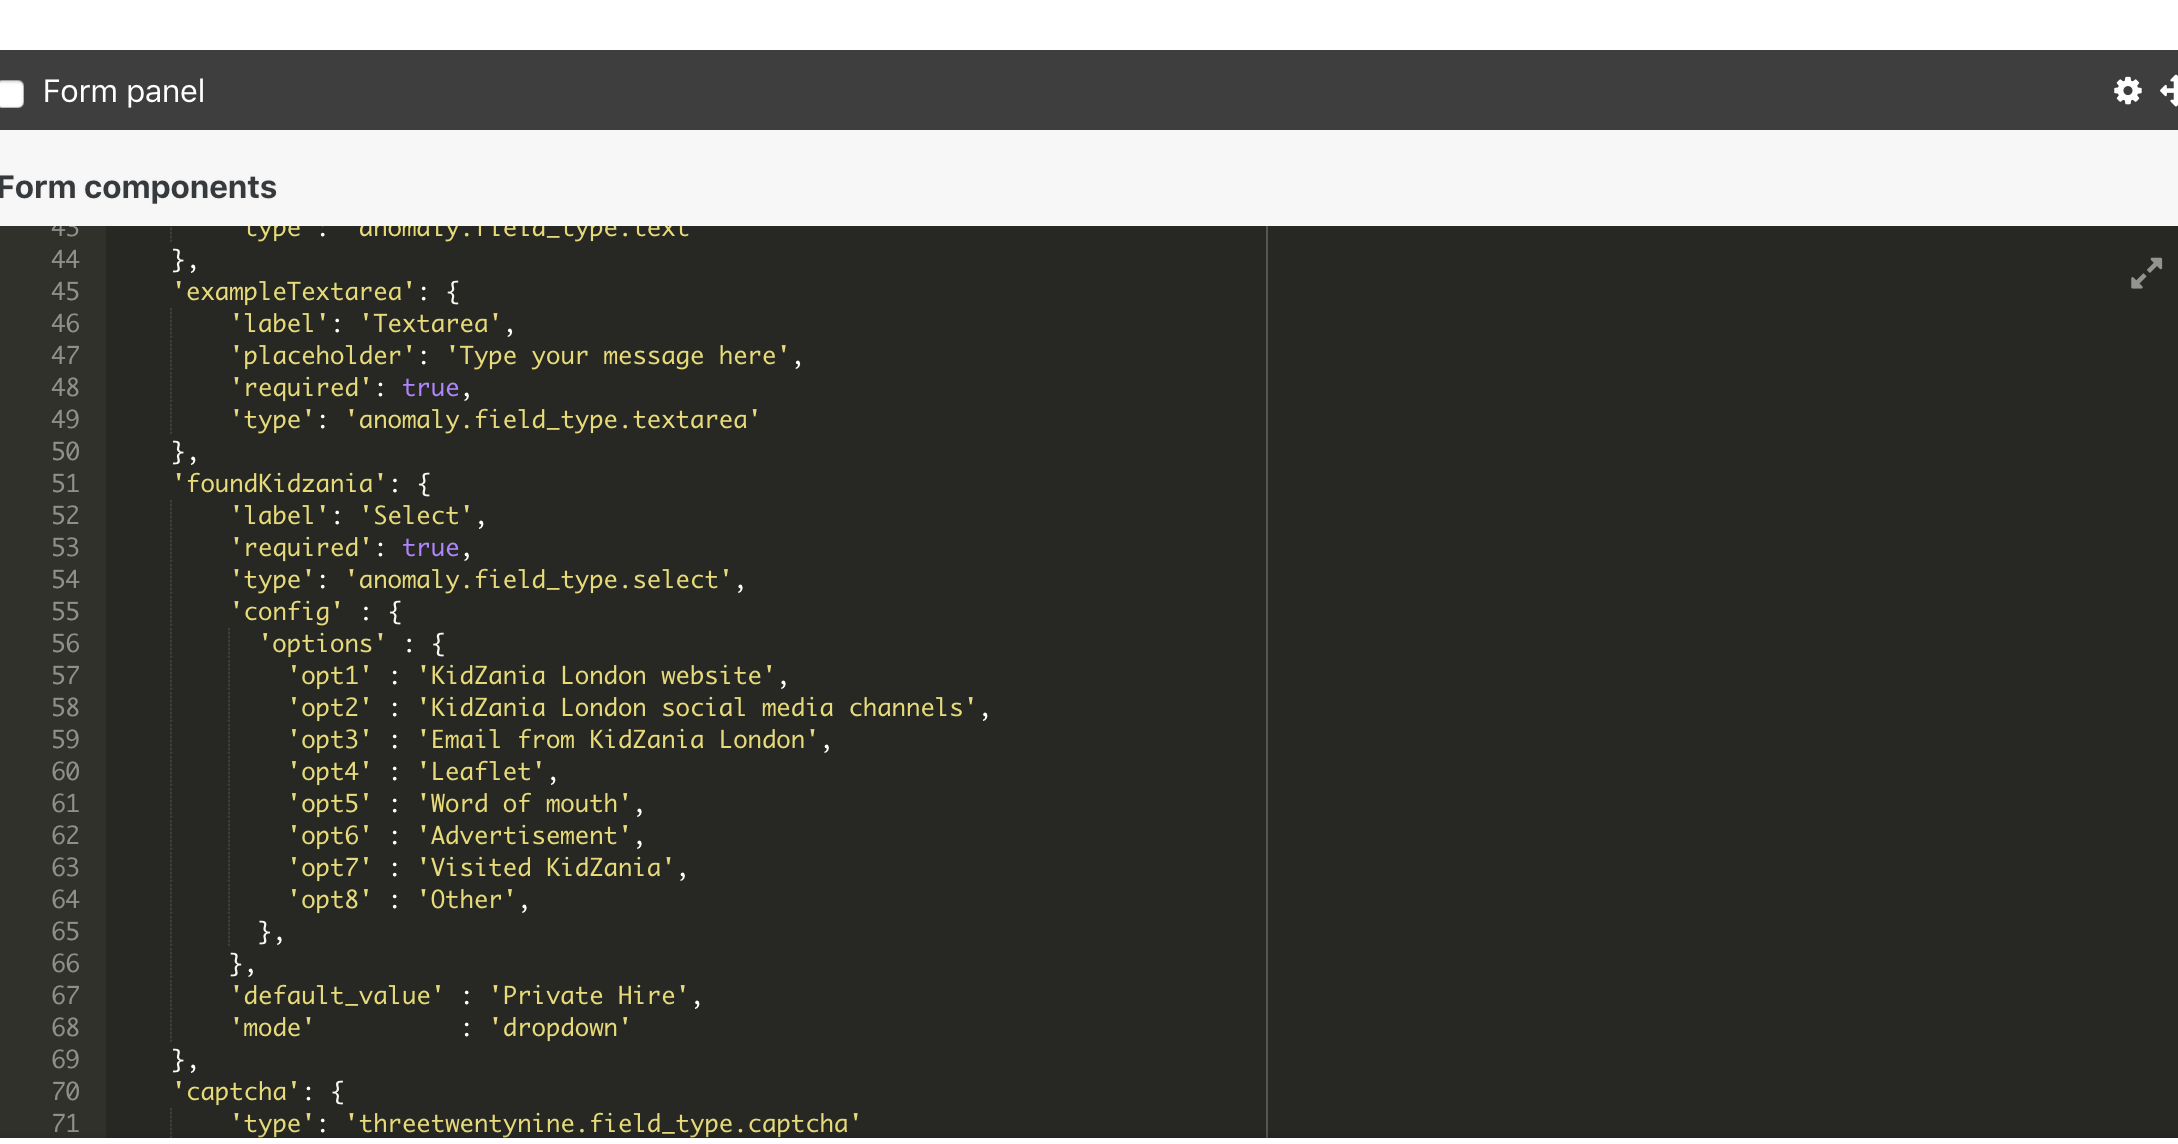 Form panel
Form components
43 'type': 'anomaly.field_type.text'
44 },
45 'exampleTextarea': {
46 'label': 'Textarea',
47 'placeholder': 'Type your message here',
48 'required': true,
49 'type': 'anomaly.field_type.textarea'
50 },
51 'foundKidzania': {
52 'label': 'Select',
53 'required': true,
54 'type': 'anomaly.field_type.select',
55 'config' : {
56 'options' : {
57 'opt1' : 'KidZania London website',
58 'opt2' : 'KidZania London social media channels',
59 'opt3' : 'Email from KidZania London',
60 'opt4' : 'Leaflet',
61 'opt5' : 'Word of mouth',
62 'opt6' : 'Advertisement',
63 'opt7' : 'Visited KidZania',
64 'opt8' : 'Other',
65 },
66 },
67 'default_value' : 'Private Hire',
68 'mode' : 'dropdown'
69 },
70 'captcha': {
71 'type': 'threetwentynine.field_type.captcha'